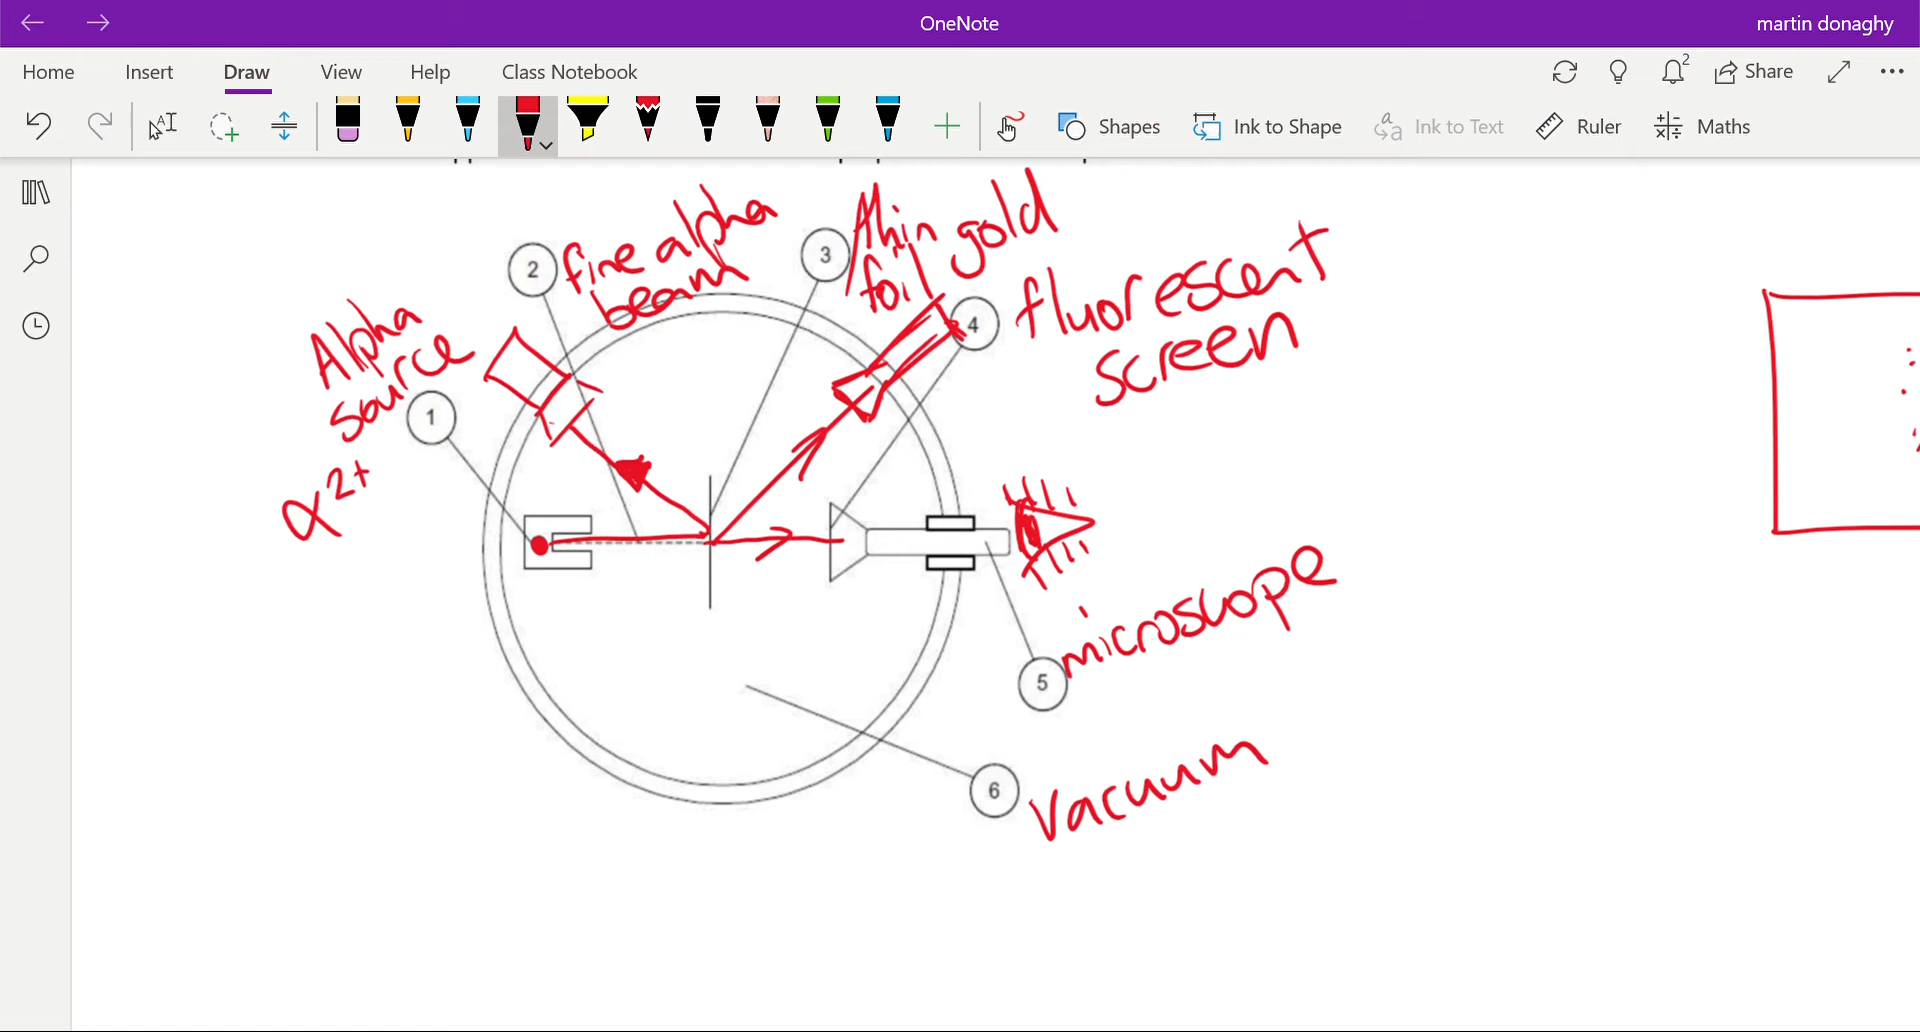 OneNote
martin donaghy
Home Insert Draw View Help Class Notebook
2 Share
Shapes Ink to Shape Ink to Text Ruler Maths
2 fine alpha
beam
3 thin gold
foil
4 fluorescent
screen
Alpha
source
1
α2+
5 microscope
6 vacuum